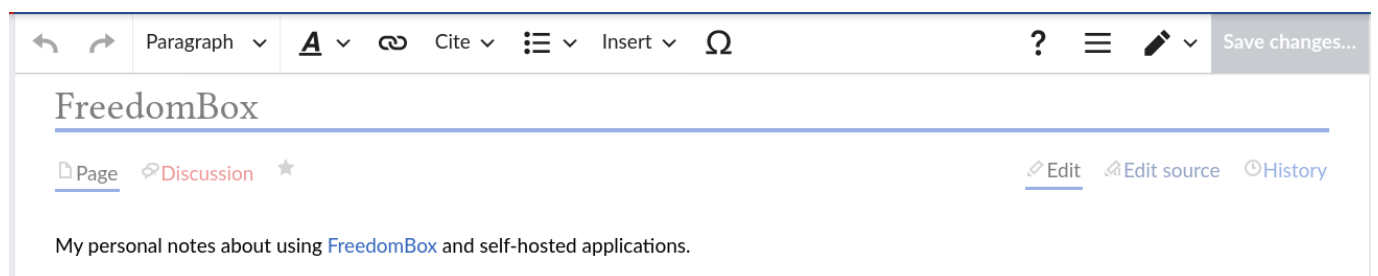 Paragraph A Cite Insert Ω ? Save changes...
FreedomBox
Page Discussion Edit Edit source History
My personal notes about using FreedomBox and self-hosted applications.